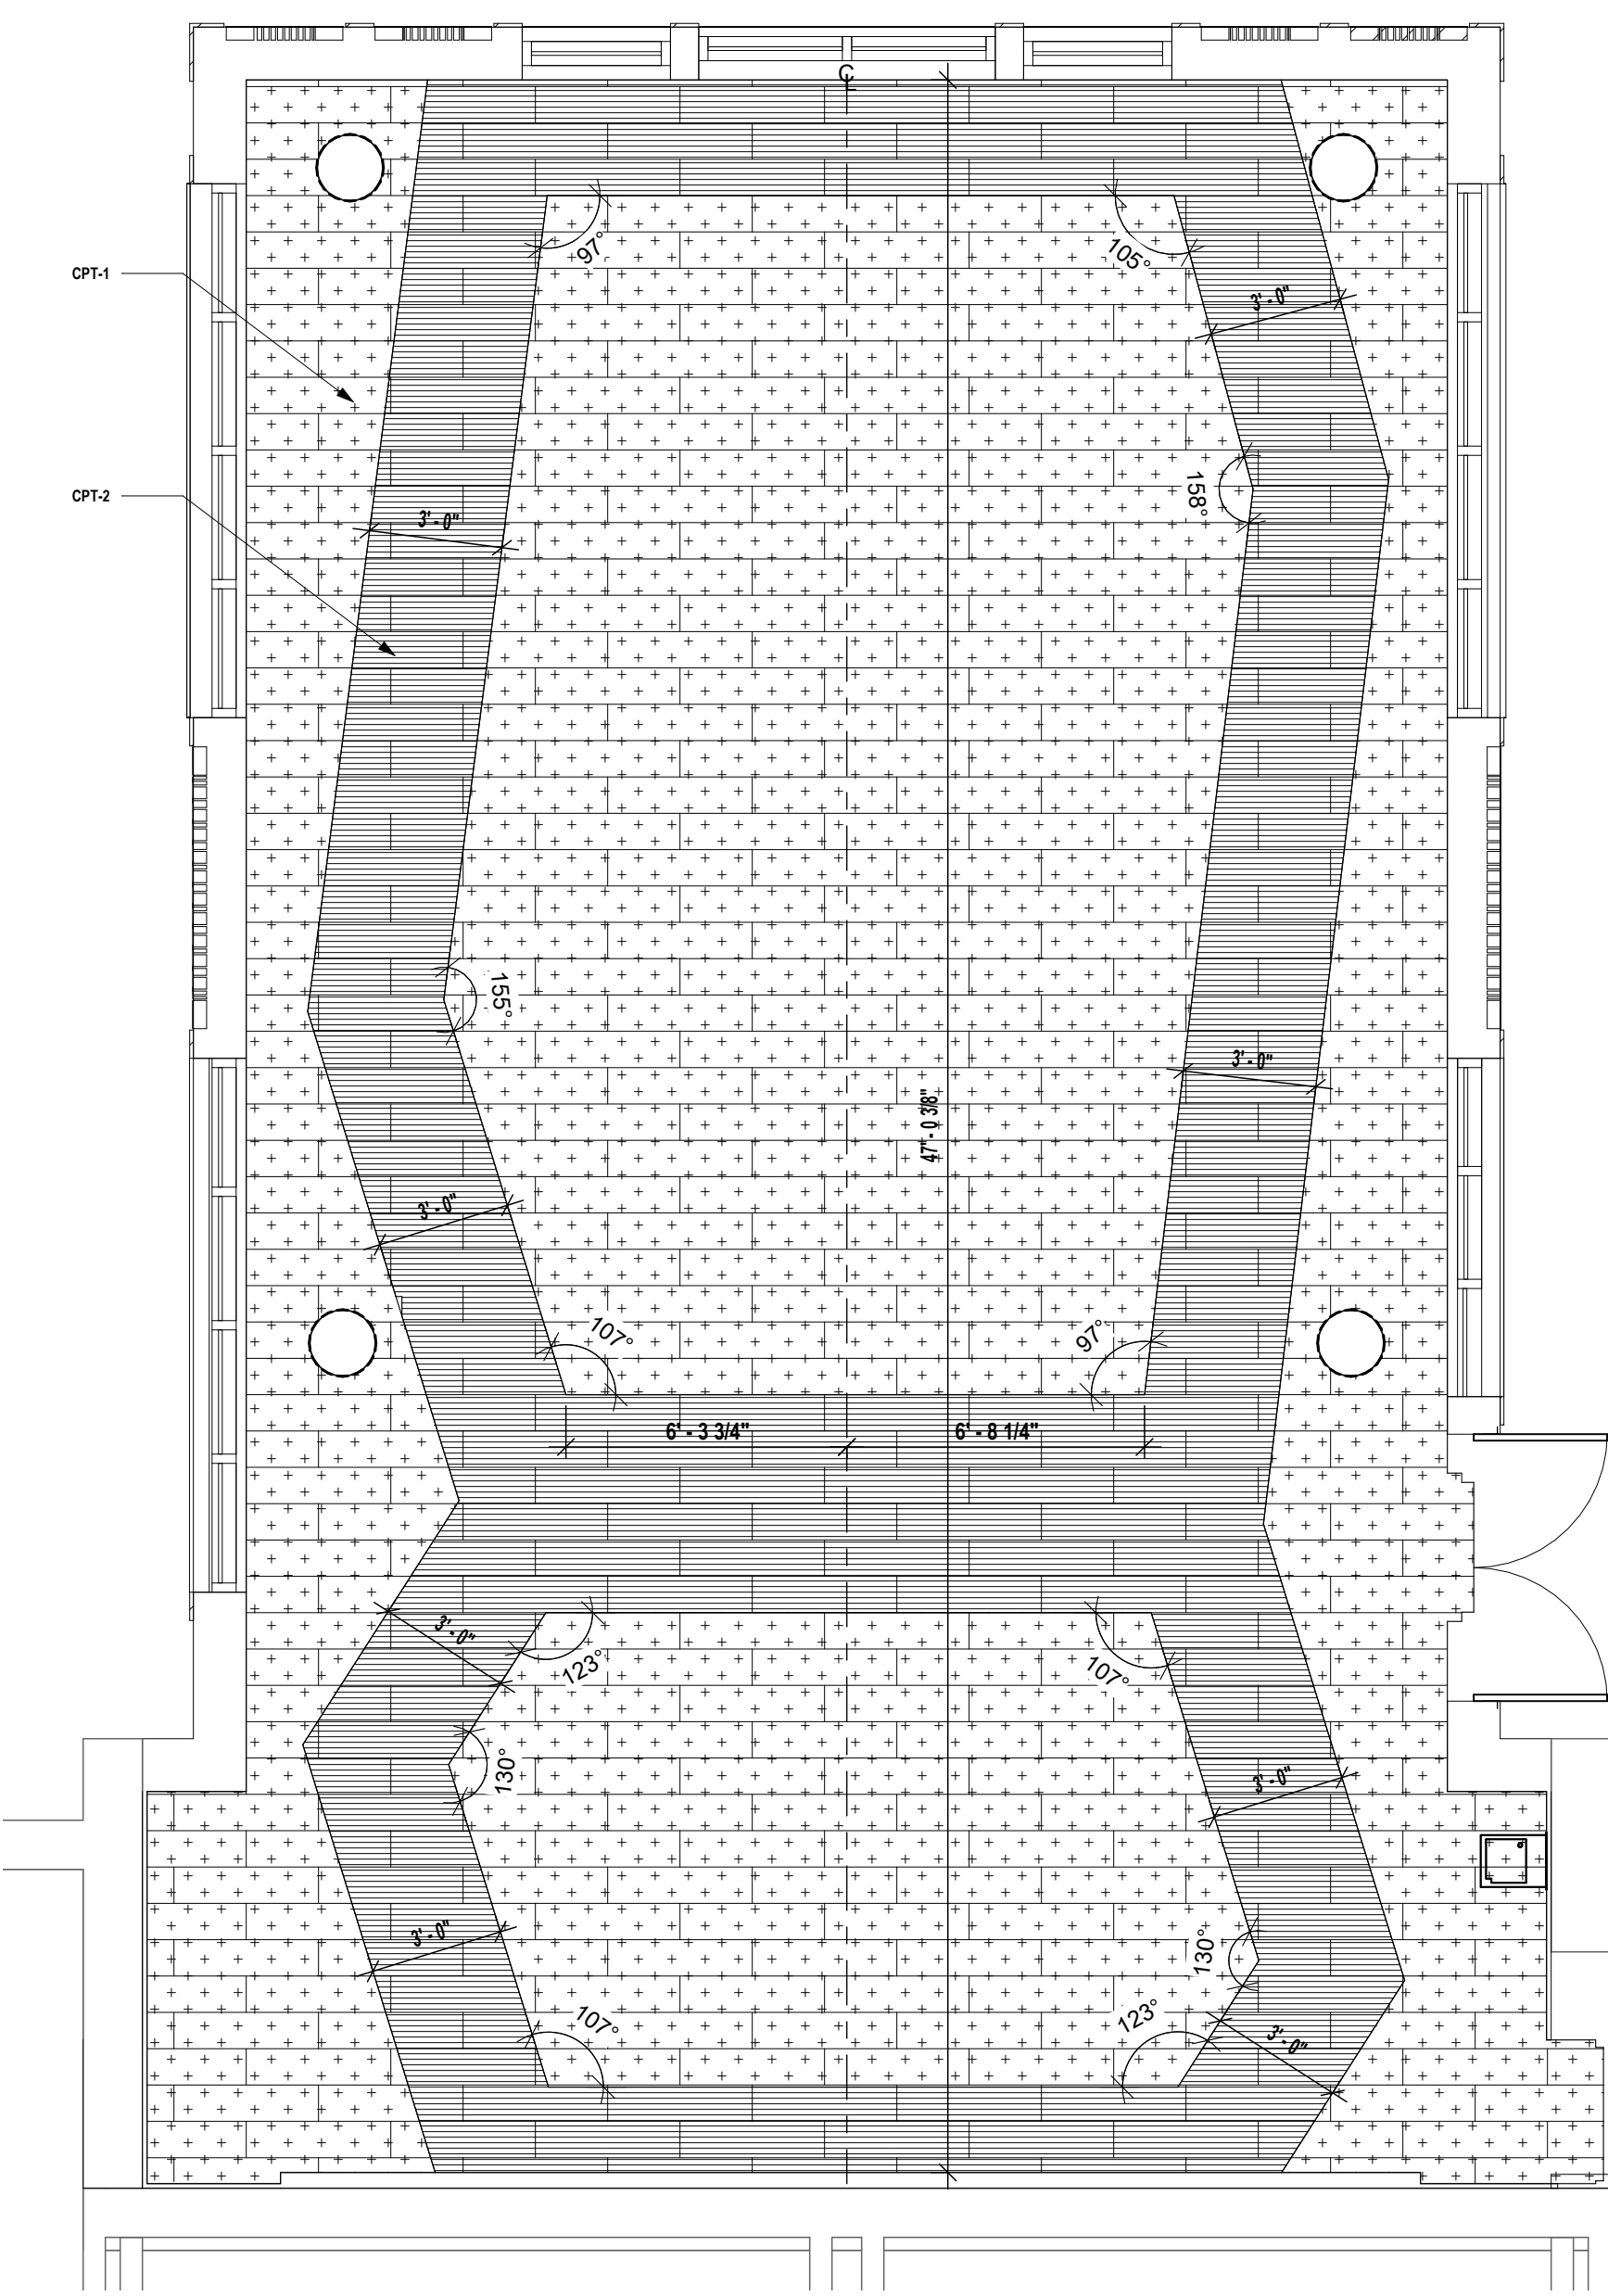 ℄
97°
105°
CPT-1
3' - 0"
CPT-2
158°
3' - 0"
155°
3' - 0"
47' - 0 3/8"
3' - 0"
107°
97°
6' - 3 3/4"
6' - 8 1/4"
3' - 0"
123°
107°
130°
3' - 0"
3' - 0"
130°
107°
123°
3' - 0"